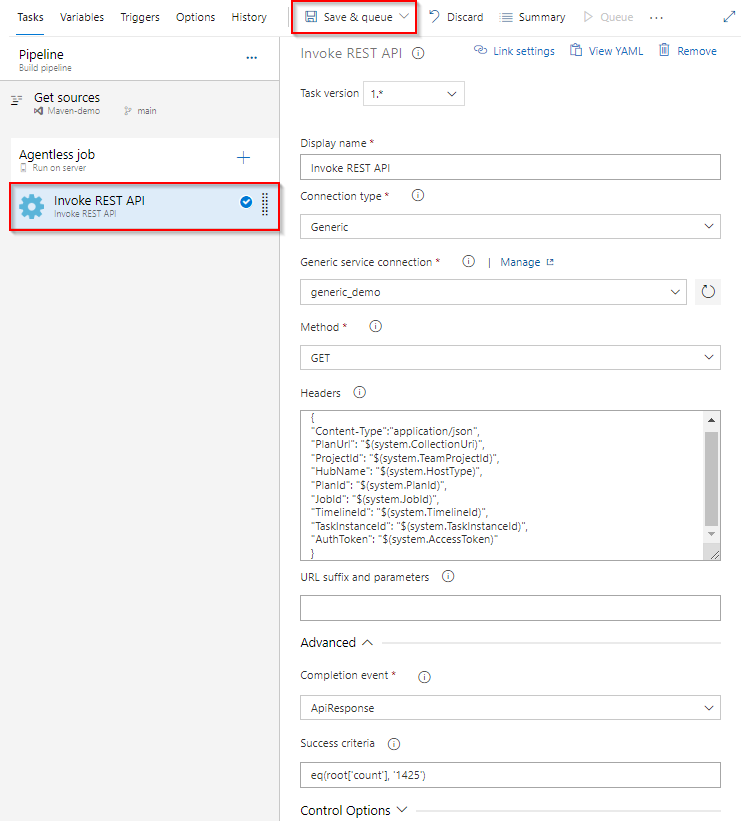 Tasks Variables Triggers Options History Save & queue Discard Summary Queue ...
Pipeline
Build pipeline
...
Get sources
Maven-demo main
Agentless job
Run on server
Invoke REST API
Invoke REST API
Invoke REST API Link settings View YAML Remove
Task version 1.*
Display name *
Invoke REST API
Connection type *
Generic
Generic service connection * | Manage
generic_demo
Method *
GET
Headers
{
"Content-Type":"application/json",
"PlanUrl": "$(system.CollectionUri)",
"ProjectId": "$(system.TeamProjectId)",
"HubName": "$(system.HostType)",
"PlanId": "$(system.PlanId)",
"JobId": "$(system.JobId)",
"TimelineId": "$(system.TimelineId)",
"TaskInstanceId": "$(system.TaskInstanceId)",
"AuthToken": "$(system.AccessToken)"
}
URL suffix and parameters
Advanced
Completion event *
ApiResponse
Success criteria
eq(root['count'], '1425')
Control Options